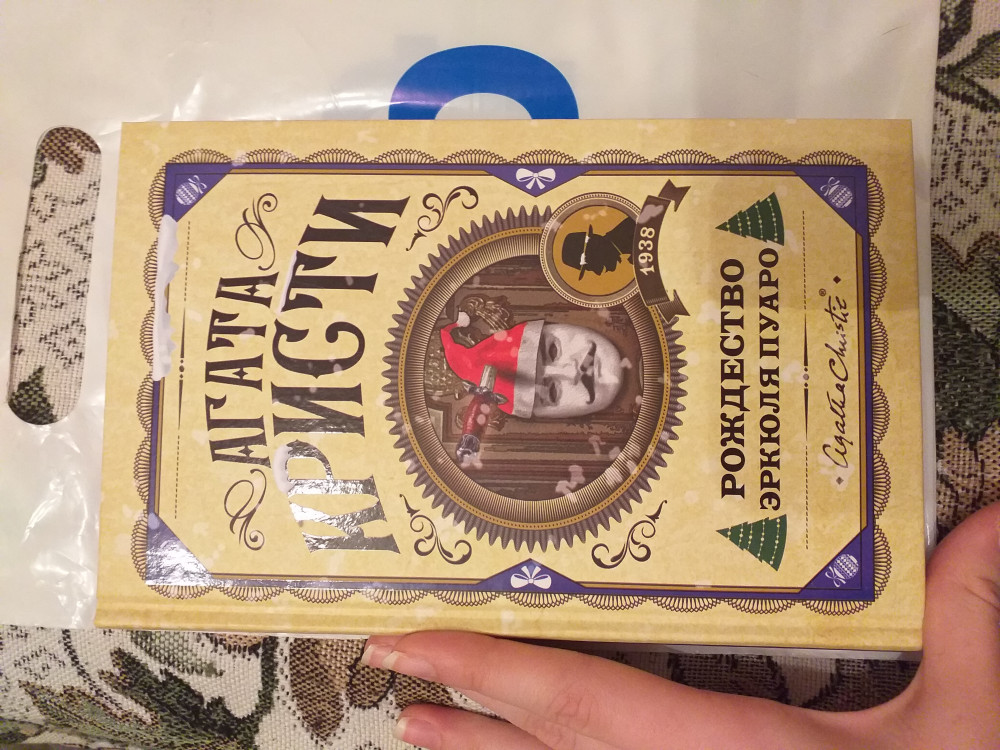 АГАТА
КРИСТИ
1938
РОЖДЕСТВО
ЭРКЮЛЯ ПУАРО
Agatha Christie®